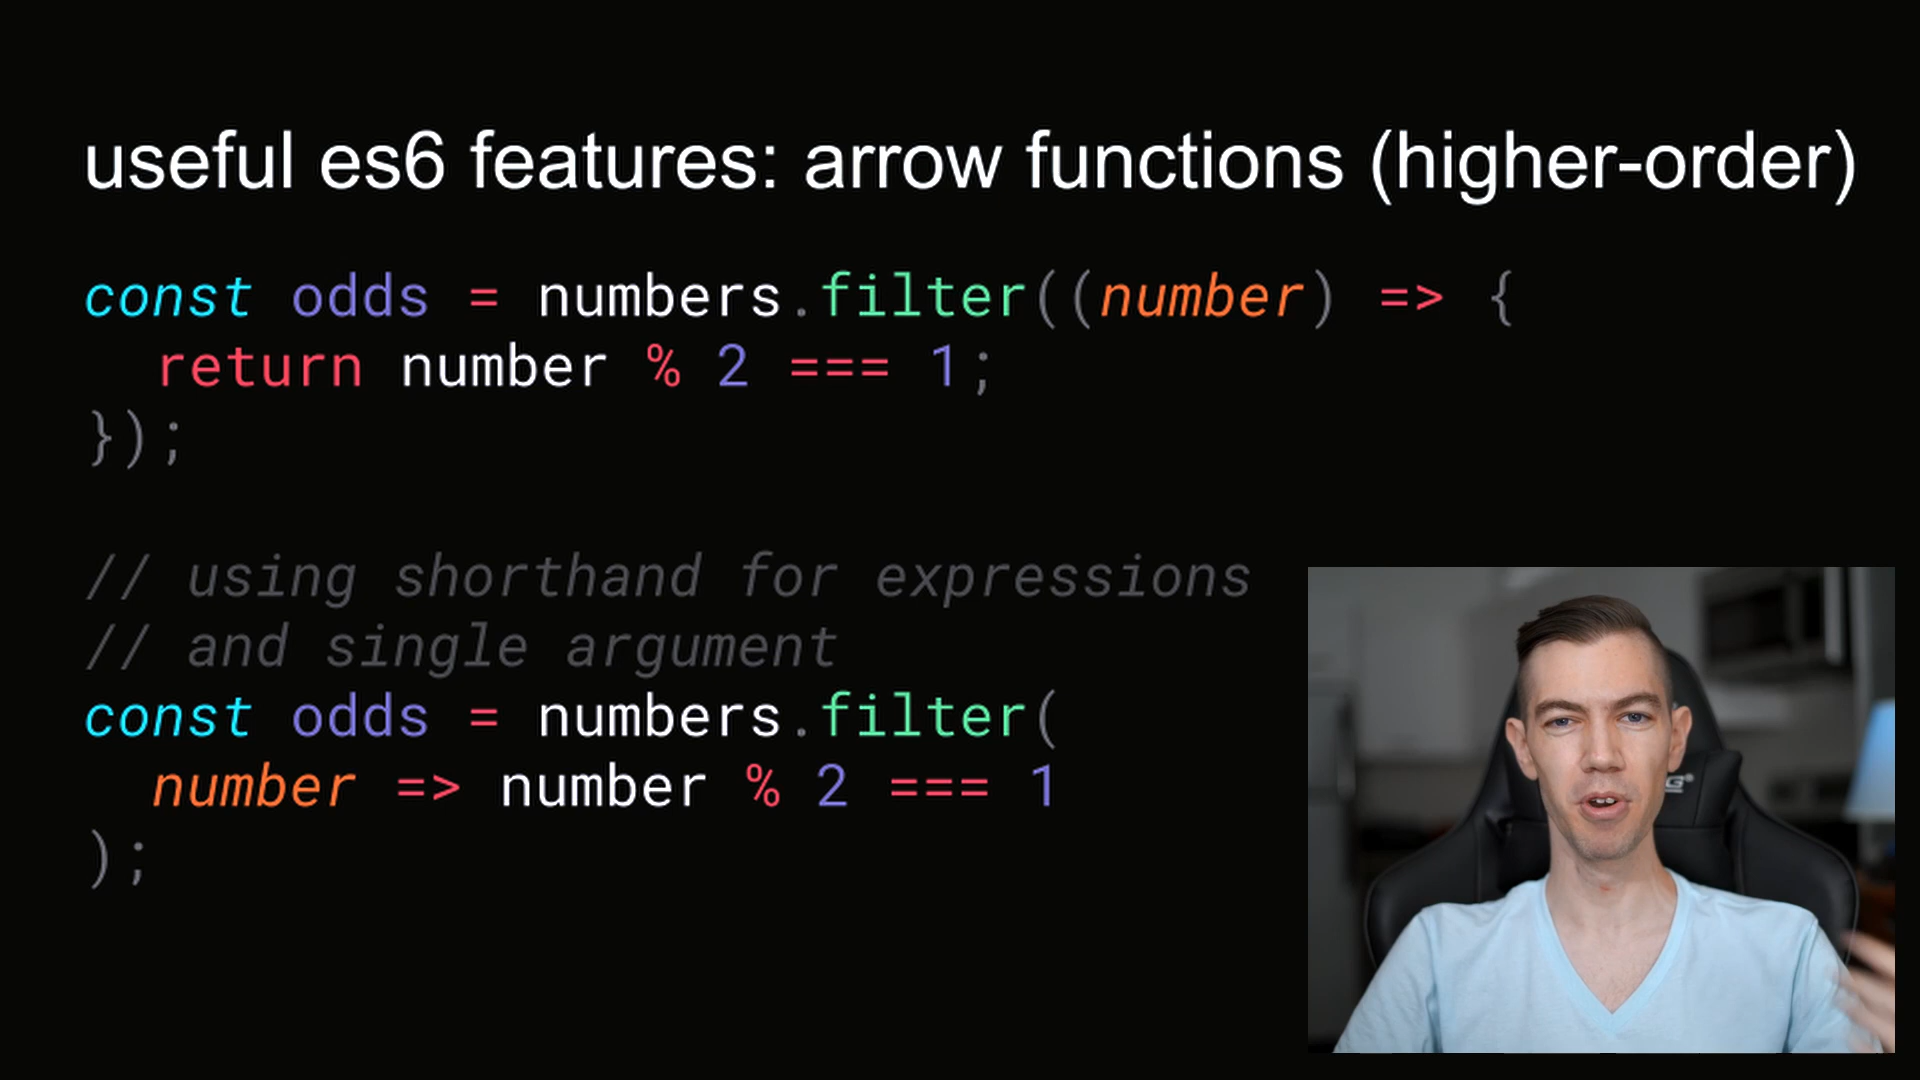 useful es6 features: arrow functions (higher-order)
const odds = numbers.filter((number) => {
  return number % 2 === 1;
});
// using shorthand for expressions
// and single argument
const odds = numbers.filter(
  number => number % 2 === 1
);